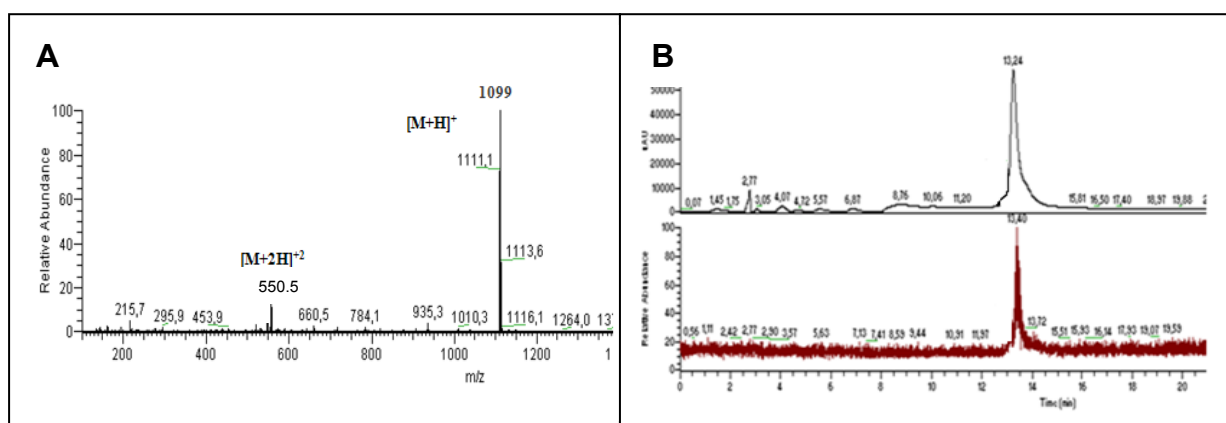 A
1099
[M+H]+
100
1111,1
80
60
1113,6
40
[M+2H]+2
550.5
20
215,7 295,9 453,9 660,5 784,1 935,3 1010,3 1116,1 1264,0 137
0
200 400 600 800 1000 1200 1
m/z
Relative Abundance
B
13,24
50000
40000
30000
20000
10000
0
uAU
0,07 1,45 1,75 2,77 3,05 4,07 4,72 5,57 6,87 8,76 10,06 11,20 15,81 16,50 17,40 18,97 19,88 2
13,40
100
80
60
40
20
0
Relative Abundance
0,56 1,11 2,42 2,77 2,90 3,57 5,63 7,13 7,41 8,59 9,44 10,91 11,97 13,72 15,51 15,93 16,14 17,93 19,07 19,59
0 2 4 6 8 10 12 14 16 18 20
Time (min)